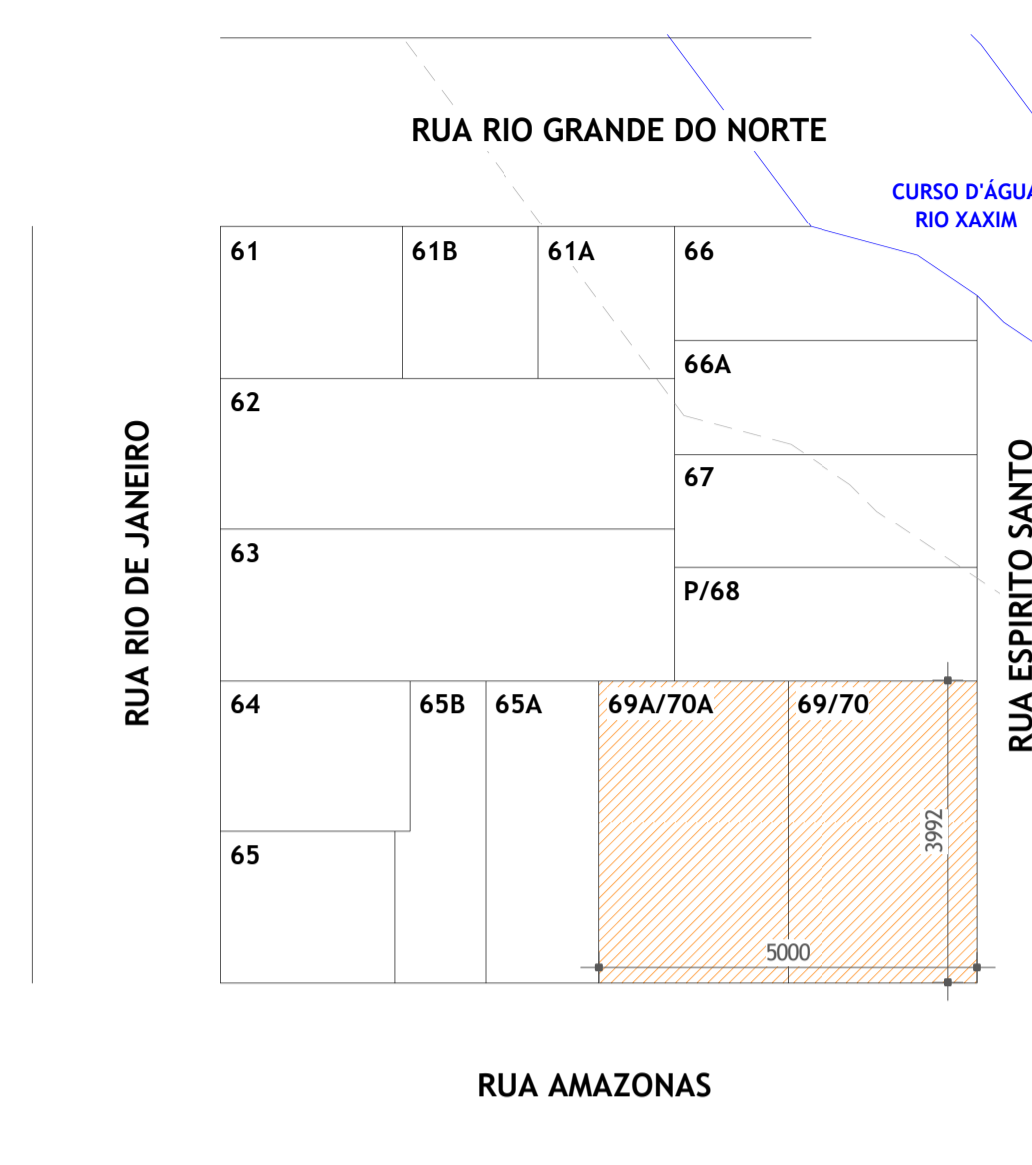 RUA RIO GRANDE DO NORTE
CURSO D'ÁGUA
RIO XAXIM
61
61B
61A
66
66A
62
67
63
P/68
RUA RIO DE JANEIRO
RUA ESPIRITO SANTO
64
65B
65A
69A/70A
69/70
65
3992
5000
RUA AMAZONAS